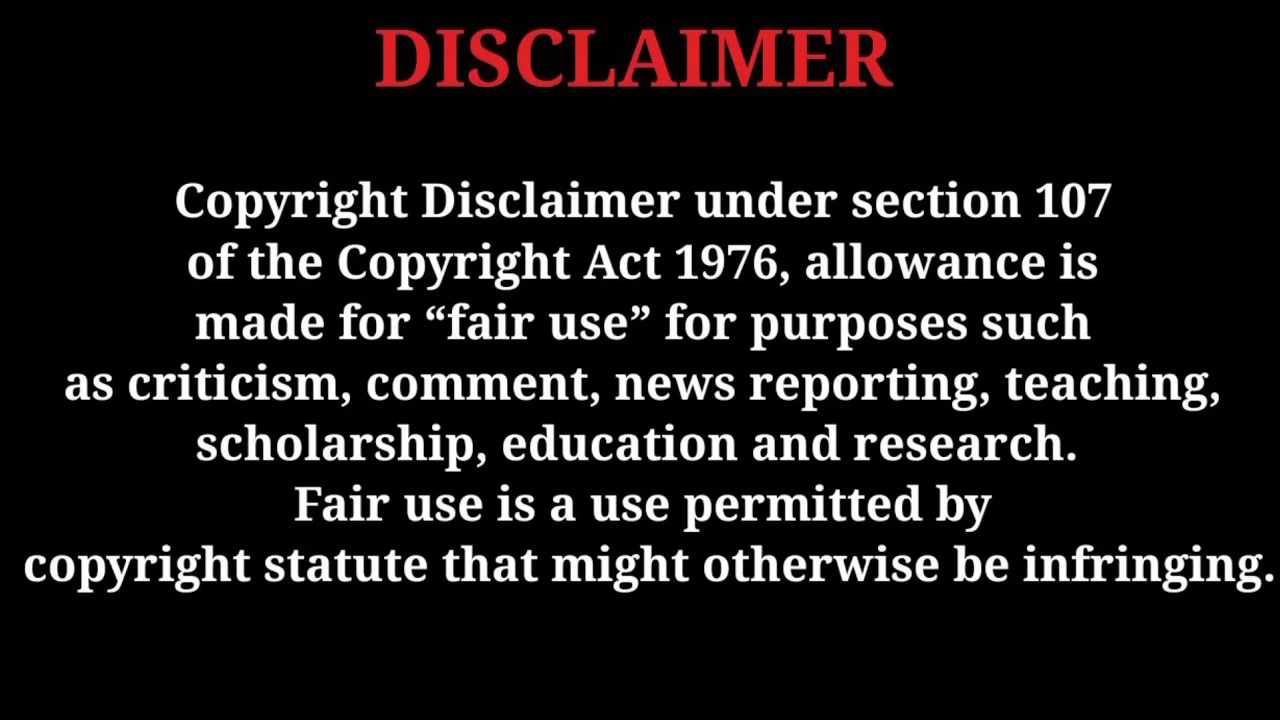 DISCLAIMER
Copyright Disclaimer under section 107
of the Copyright Act 1976, allowance is
made for “fair use” for purposes such
as criticism, comment, news reporting, teaching,
scholarship, education and research.
Fair use is a use permitted by
copyright statute that might otherwise be infringing.